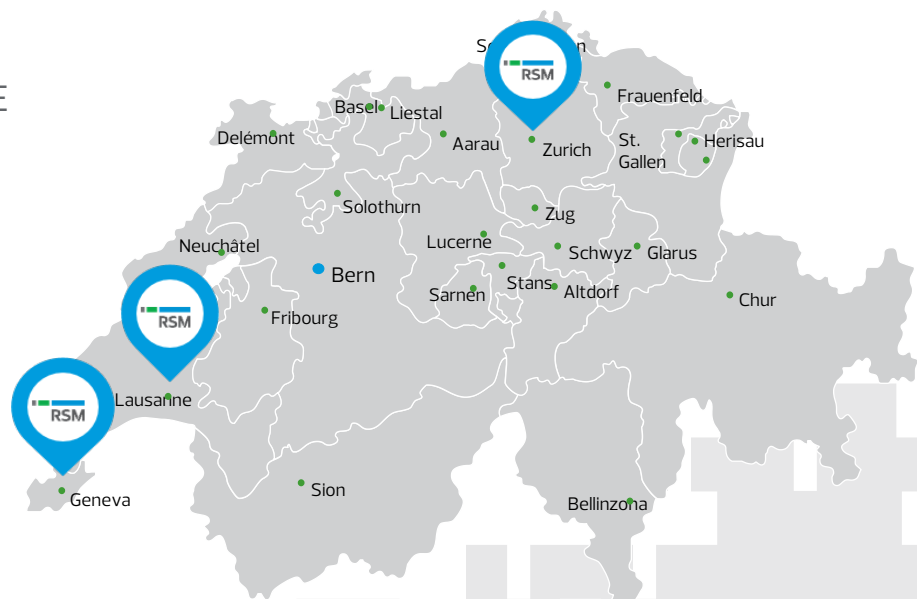 RSM
Frauenfeld
Basel
Liestal
Delémont
Aarau
Zurich
St.
Gallen
Herisau
Solothurn
Zug
Neuchâtel
Lucerne
Schwyz
Glarus
Bern
Stans
Sarnen
Altdorf
Chur
RSM
Fribourg
Lausanne
RSM
Geneva
Sion
Bellinzona